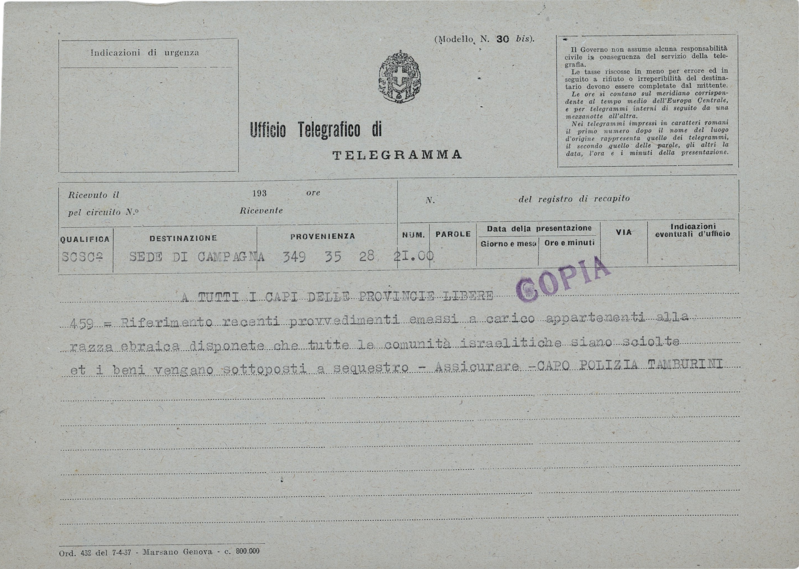 (Modello N. 30 bis).
Indicazioni di urgenza
Ufficio Telegrafico di
TELEGRAMMA
Il Governo non assume alcuna responsabilità
civile in conseguenza del servizio della tele-
grafia.
Le tasse riscosse in meno per errore ed in
seguito a rifiuto o irreperibilità del destina-
tario devono essere completate dal mittente.
Le ore si contano sul meridiano corrispon-
dente al tempo medio dell'Europa Centrale,
e per telegrammi interni di seguito da una
mezzanotte all'altra.
Nei telegrammi impressi in caratteri romani
il primo numero dopo il nome del luogo
d'origine rappresenta quello dei telegrammi,
il secondo quello delle parole, gli altri la
data, l'ora e i minuti della presentazione.
Ricevuto il 193 ore
pel circuito N.º Ricevente
N. del registro di recapito
QUALIFICA DESTINAZIONE PROVENIENZA NUM. PAROLE Data della presentazione Giorno e mese Ore e minuti VIA Indicazioni eventuali d'ufficio
SCSCª SEDE DI CAMPAGNA 349 35 28 21.00
A TUTTI I CAPI DELLE PROVINCIE LIBERE
COPIA
459 = Riferimento recenti provvedimenti emessi a carico appartenenti alla
razza ebraica disponete che tutte le comunità israelitiche siano sciolte
et i beni vengano sottoposti a sequestro - Assicurare -CAPO POLIZIA TAMBURINI
Ord. 432 del 7-4-37 - Marsano Genova - c. 800.000